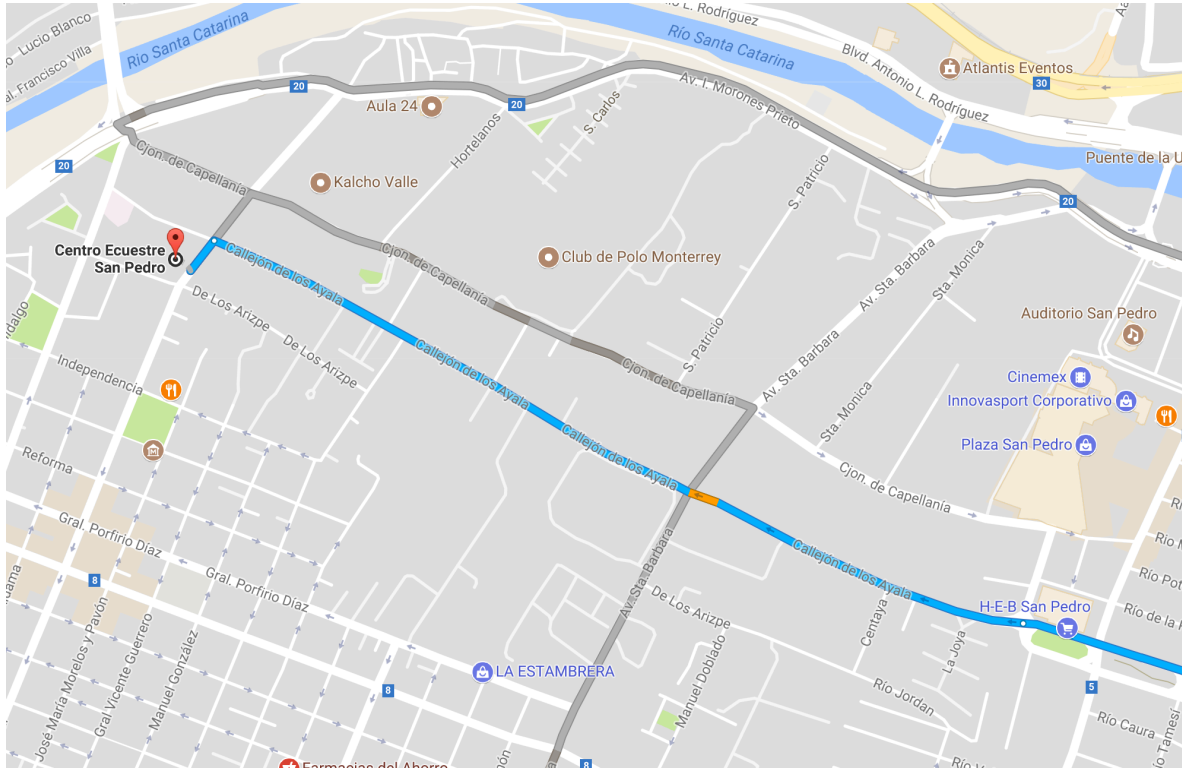 Lucio Blanco
Francisco Villa
Río Santa Catarina
Río Santa Catarina
L. Rodríguez
Blvd. Antonio L. Rodríguez
Atlantis Eventos
30
20
Aula 24
20
Av. I. Morones Prieto
Hortelanos
S. Carlos
20
Puente de la U
Cjon. de Capellanía
Kalcho Valle
S. Patricio
20
Centro Ecuestre
San Pedro
Callejón de los Ayala
Cjon. de Capellanía
Club de Polo Monterrey
Av. Sta. Barbara
Sta. Monica
De Los Arizpe
De Los Arizpe
Auditorio San Pedro
Independencia
Callejón de los Ayala
Cjon. de Capellanía
S. Patricio
Av. Sta. Barbara
Cinemex
Innovasport Corporativo
Sta. Monica
Plaza San Pedro
Callejón de los Ayala
Cjon. de Capellanía
Reforma
Gral. Porfirio Díaz
Gral. Porfirio Díaz
8
Av. Sta. Barbara
Callejón de los Ayala
De Los Arizpe
Centaya
La Joya
H-E-B San Pedro
Río Pot
Río de la
José María Morelos y Pavón
Gral Vicente Guerrero
Manuel González
8
LA ESTAMBRERA
Manuel Doblado
Río Jordan
5
Río Caura
Río Tamesí
Farmacias del Ahorro
8